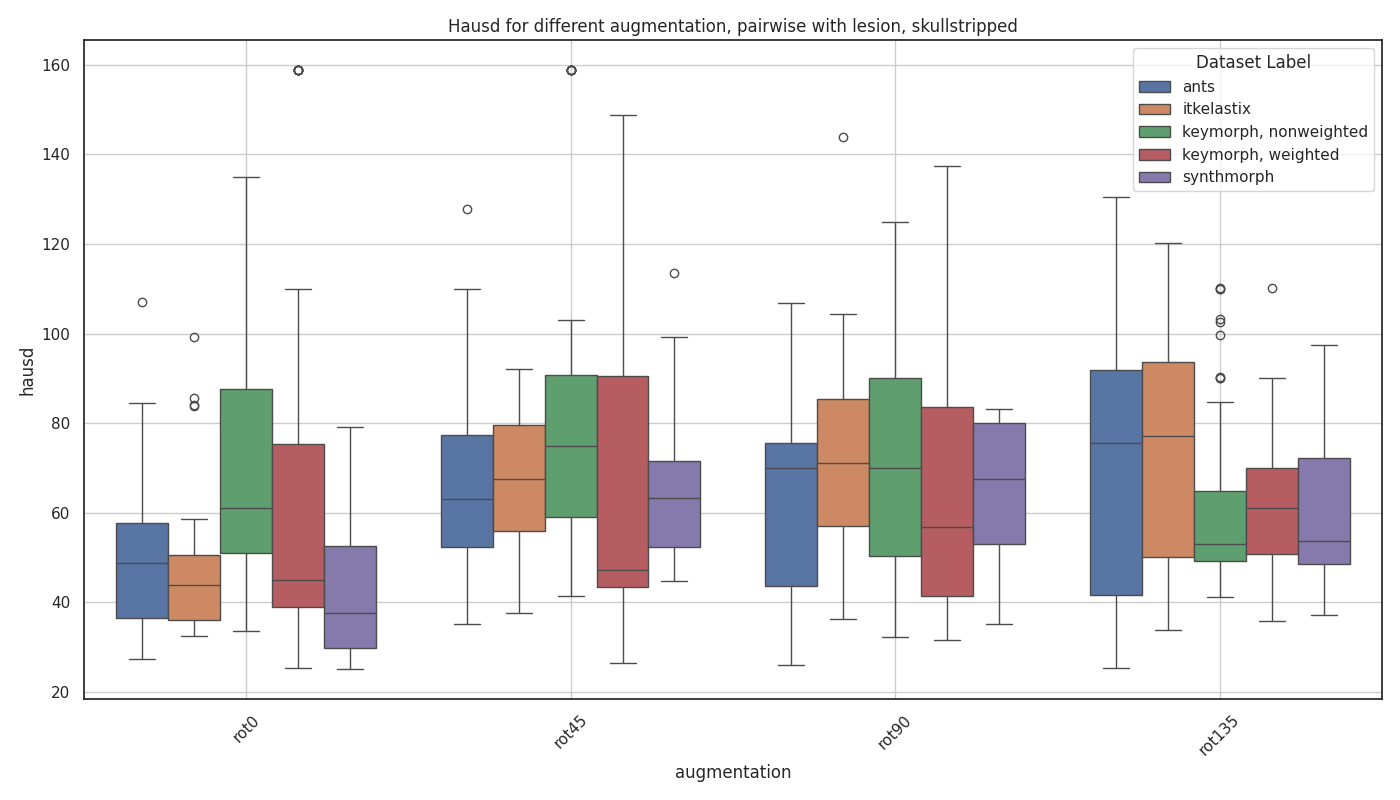 Hausd for different augmentation, pairwise with lesion, skullstripped
Dataset Label
ants
itkelastix
keymorph, nonweighted
keymorph, weighted
synthmorph
160
140
120
100
80
60
40
20
hausd
rot0
rot45
rot90
rot135
augmentation